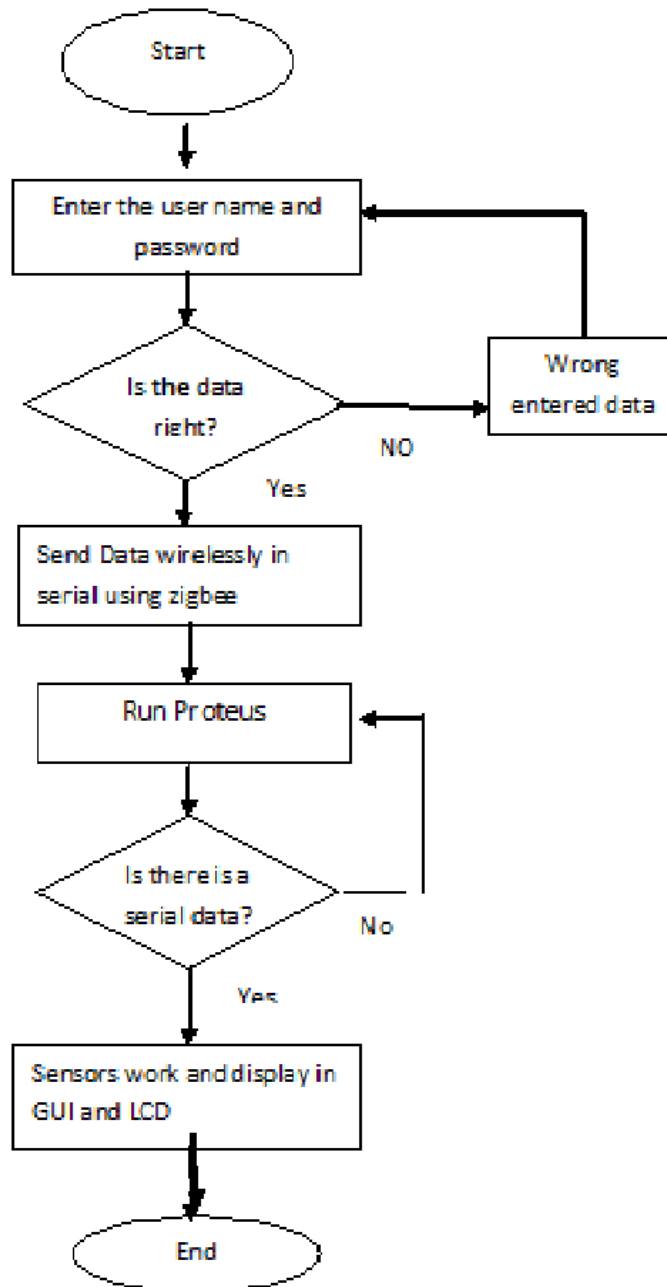 Start
Enter the user name and
password
Is the data
right?
NO
Wrong
entered data
Yes
Send Data wirelessly in
serial using zigbee
Run Proteus
Is there is a
serial data?
No
Yes
Sensors work and display in
GUI and LCD
End